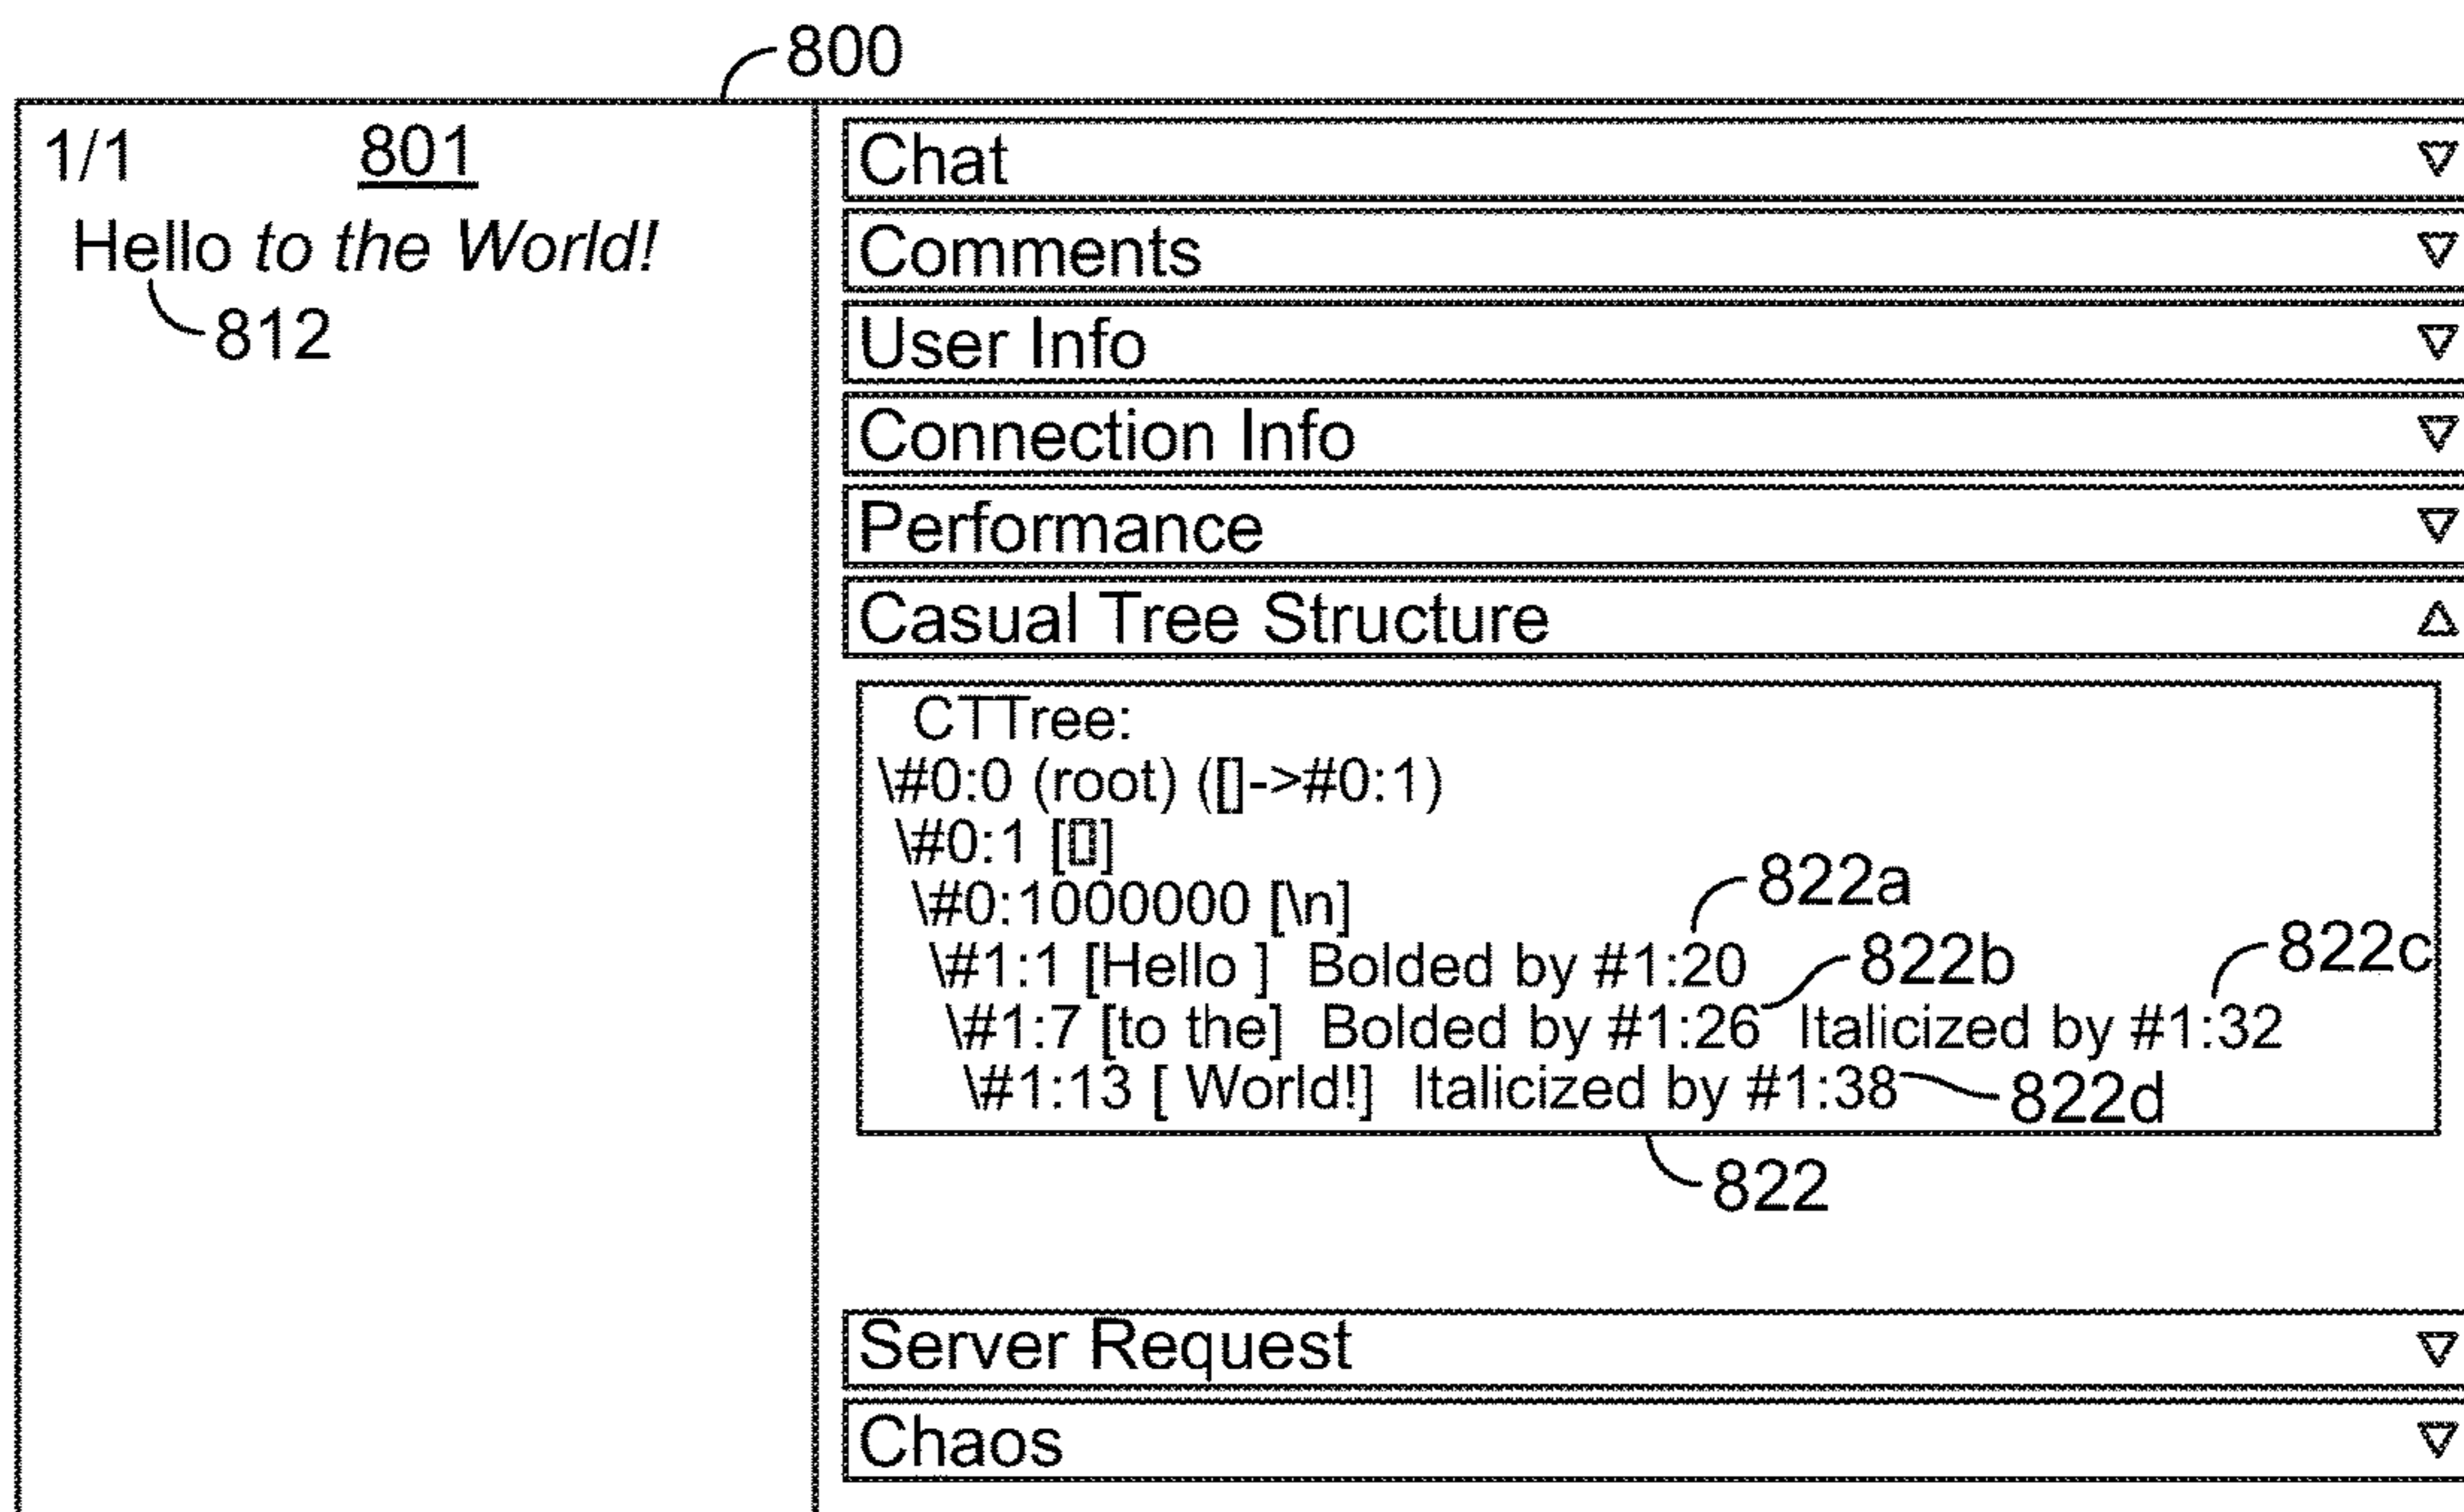 800
1/1 801
Hello to the World!
812
Chat
Comments
User Info
Connection Info
Performance
Casual Tree Structure
CTTree:
\#0:0 (root) ([]->#0:1)
\#0:1 [▯]
\#0:1000000 [\n]
822a
\#1:1 [Hello ] Bolded by #1:20
822b
822c
\#1:7 [to the] Bolded by #1:26 Italicized by #1:32
\#1:13 [ World!] Italicized by #1:38
822d
822
Server Request
Chaos